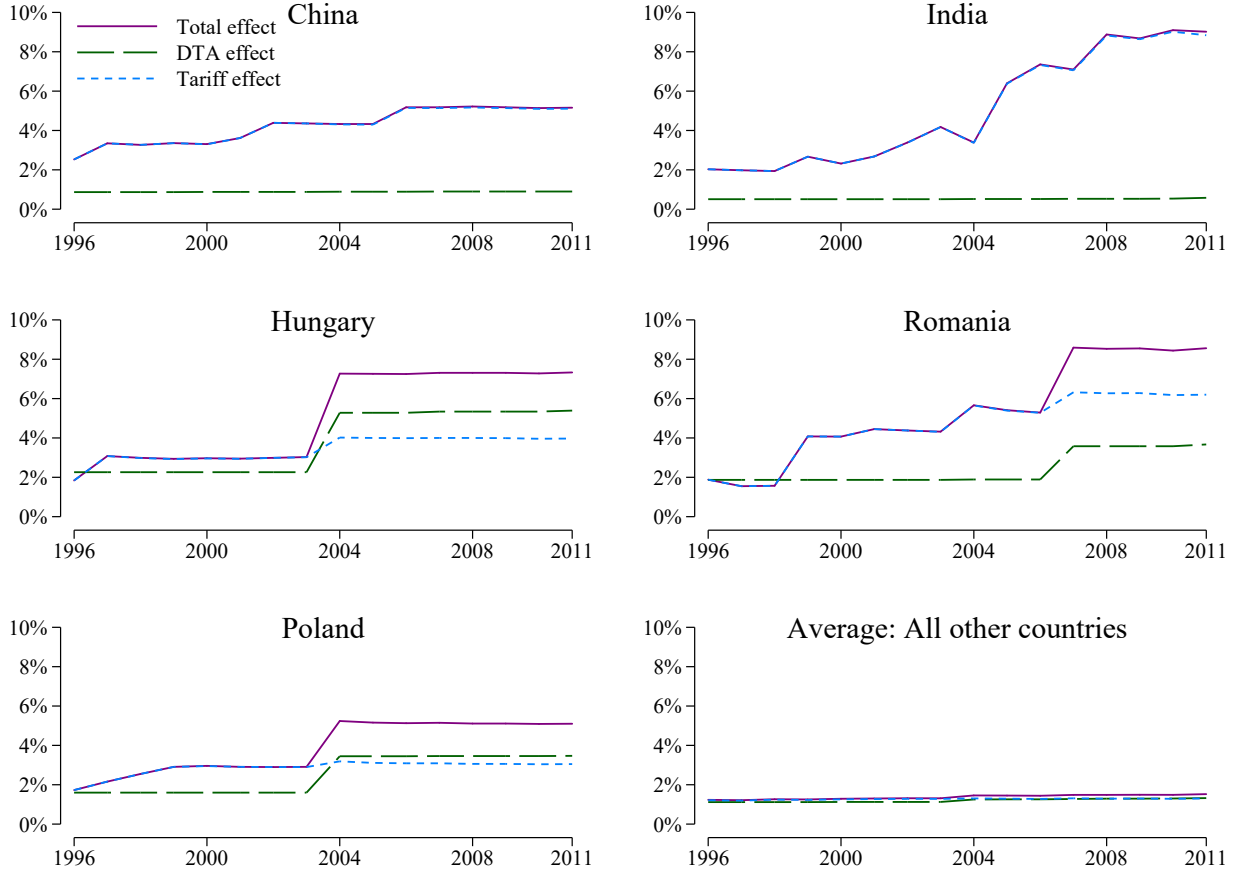 China
10%
8%
6%
4%
2%
0%
1996 2000 2004 2008 2011
Total effect
DTA effect
Tariff effect
India
10%
8%
6%
4%
2%
0%
1996 2000 2004 2008 2011
Hungary
10%
8%
6%
4%
2%
0%
1996 2000 2004 2008 2011
Romania
10%
8%
6%
4%
2%
0%
1996 2000 2004 2008 2011
Poland
10%
8%
6%
4%
2%
0%
1996 2000 2004 2008 2011
Average: All other countries
10%
8%
6%
4%
2%
0%
1996 2000 2004 2008 2011